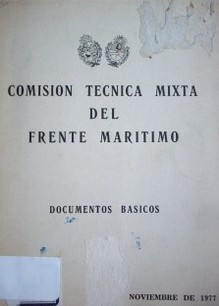 COMISION TECNICA MIXTA
DEL
FRENTE MARITIMO
DOCUMENTOS BASICOS
NOVIEMBRE DE 1977